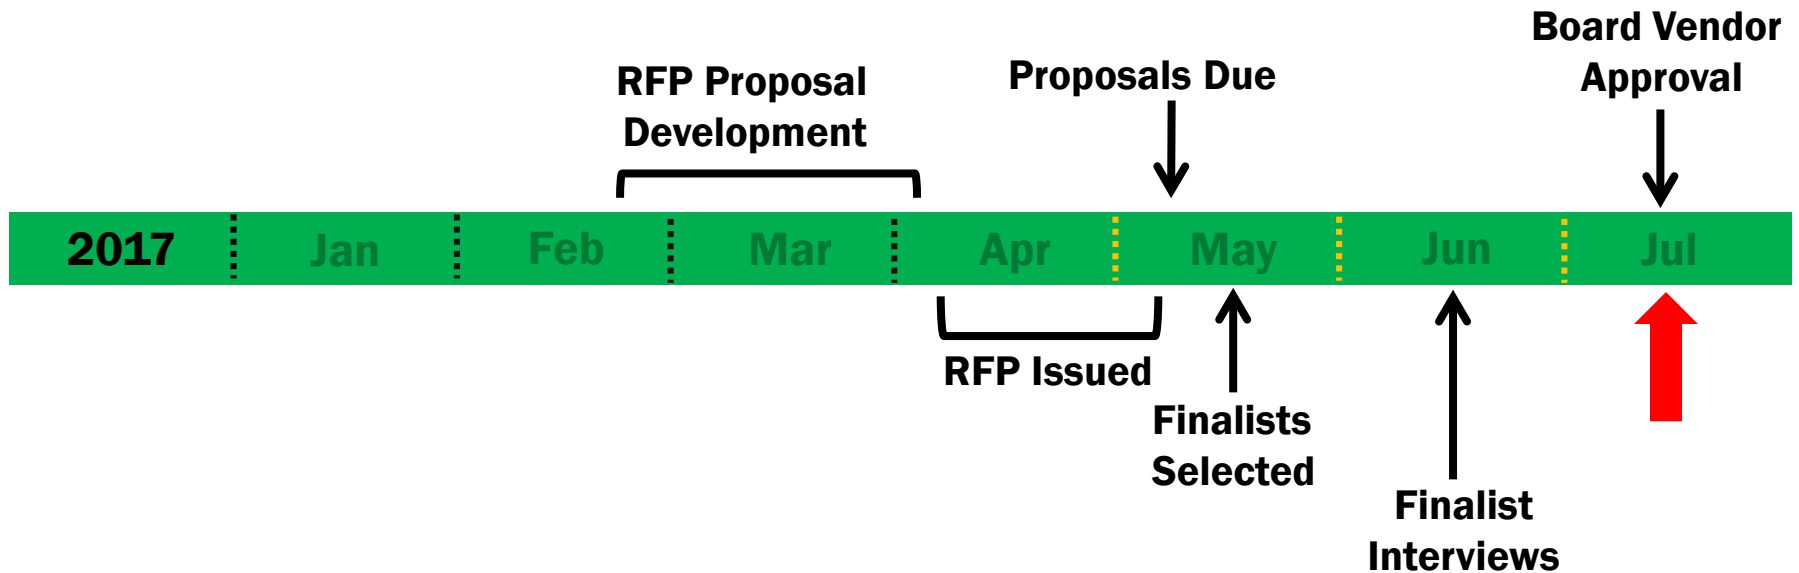 Board Vendor
Approval
RFP Proposal
Development
Proposals Due
2017 Jan Feb Mar Apr May Jun Jul
RFP Issued
Finalists
Selected
Finalist
Interviews